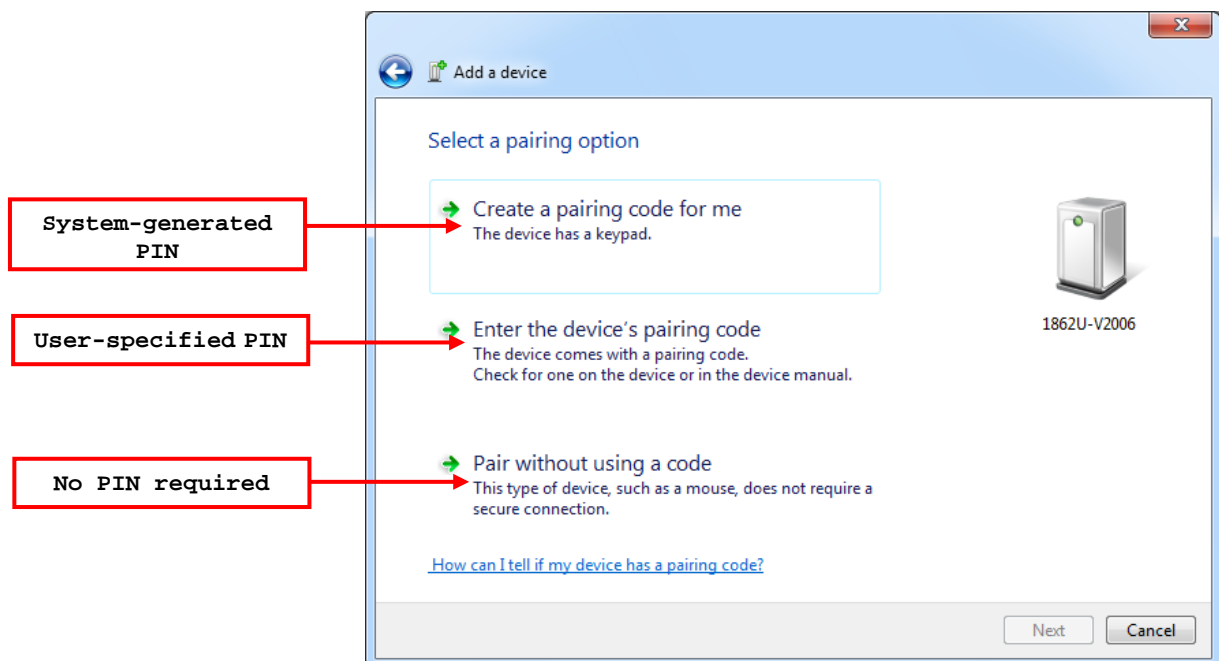 x
Add a device
Select a pairing option
System-generated
PIN
Create a pairing code for me
The device has a keypad.
User-specified PIN
Enter the device's pairing code
The device comes with a pairing code.
Check for one on the device or in the device manual.
1862U-V2006
No PIN required
Pair without using a code
This type of device, such as a mouse, does not require a
secure connection.
How can I tell if my device has a pairing code?
Next
Cancel